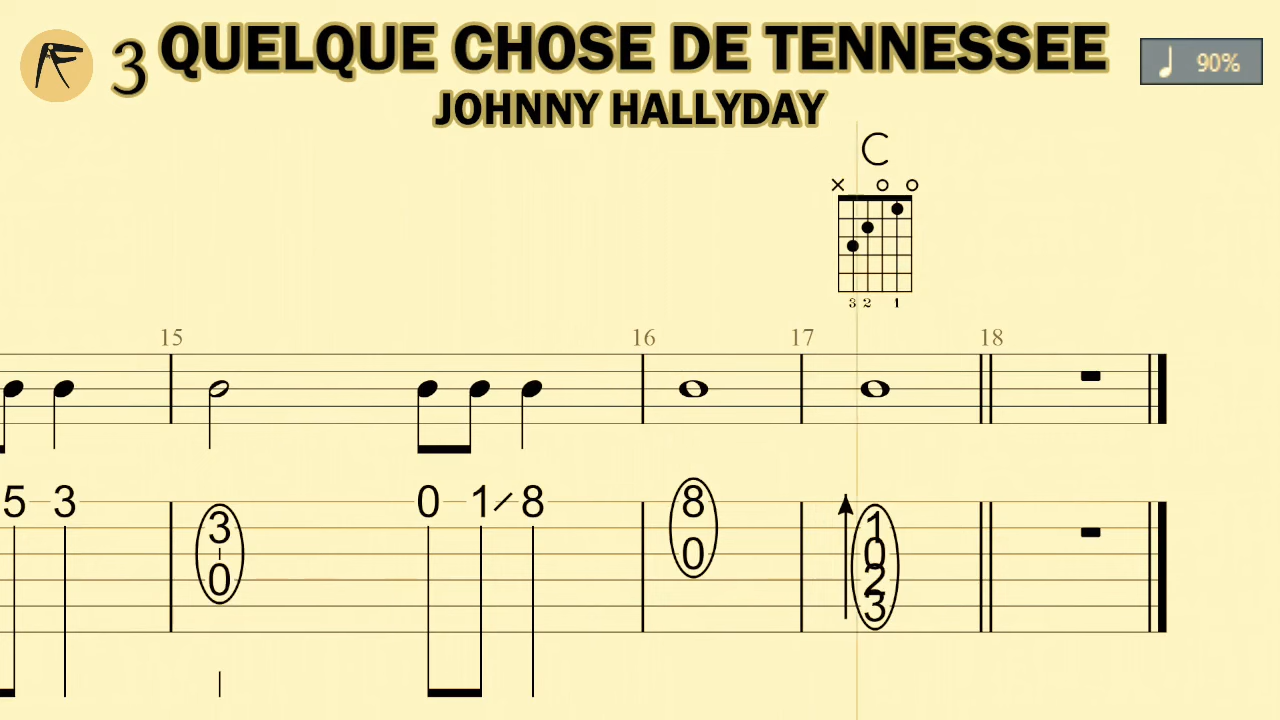 3 QUELQUE CHOSE DE TENNESSEE
90%
JOHNNY HALLYDAY
C
× o o
3 2 1
15 16 17 18
5 3 3 0 0 1 8 8 0 1 0 2 3